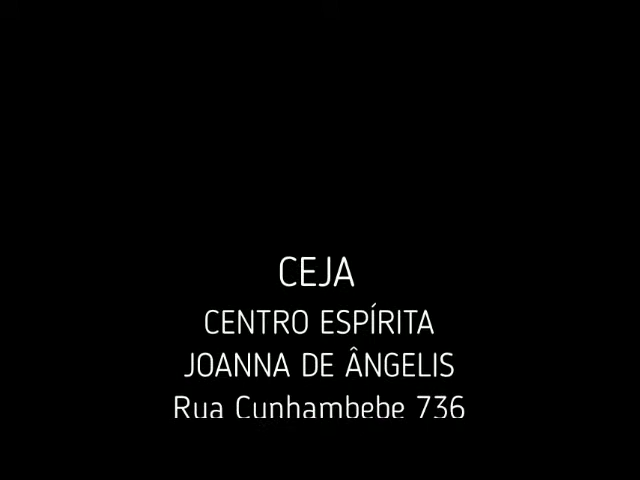 CEJA
CENTRO ESPÍRITA
JOANNA DE ÂNGELIS
Rua Cunhambebe 736